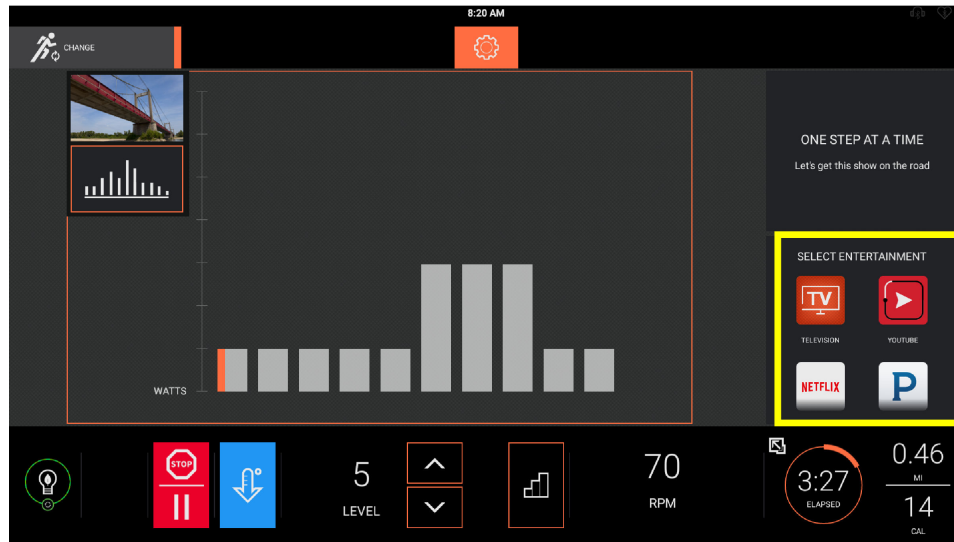 8:20 AM
CHANGE
ONE STEP AT A TIME
Let's get this show on the road
SELECT ENTERTAINMENT
TV
TELEVISION
YOUTUBE
NETFLIX
P
WATTS
STOP
5
LEVEL
70
RPM
3:27
ELAPSED
0.46
MI
14
CAL